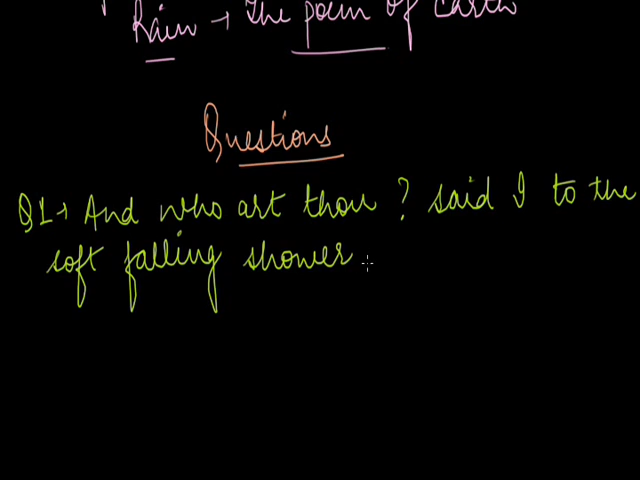 Rain → The poem of Earth
Questions
Q1→ And who art thou ? said I to the
soft falling shower